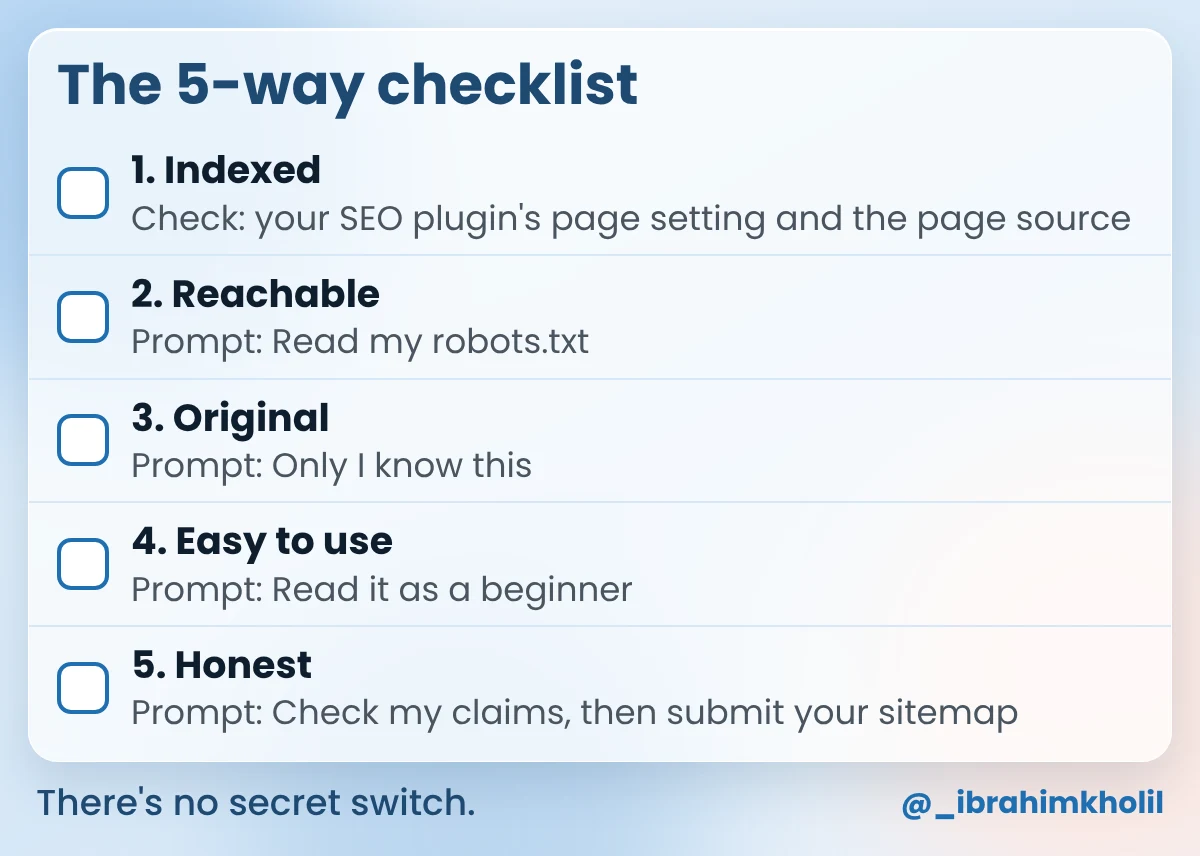 The 5-way checklist
1. Indexed
Check: your SEO plugin's page setting and the page source
2. Reachable
Prompt: Read my robots.txt
3. Original
Prompt: Only I know this
4. Easy to use
Prompt: Read it as a beginner
5. Honest
Prompt: Check my claims, then submit your sitemap
There's no secret switch.
@_ibrahimkholil